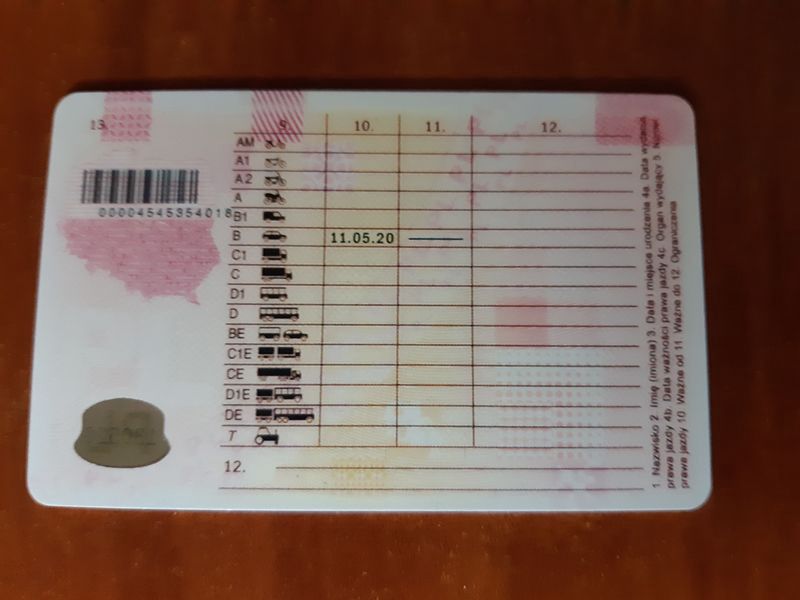 13.
9. 10. 11. 12.
AM
A1
A2
A
00004545354018
B1
B 11.05.20
C1
C
D1
D
BE
C1E
CE
D1E
DE
T
12.
1. Nazwisko 2. Imię (imiona) 3. Data i miejsce urodzenia 4a. Data wydania
prawa jazdy 4b. Data ważności prawa jazdy 4c. Organ wydający 5. Numer
prawa jazdy 10. Ważne od 11. Ważne do 12. Ograniczenia